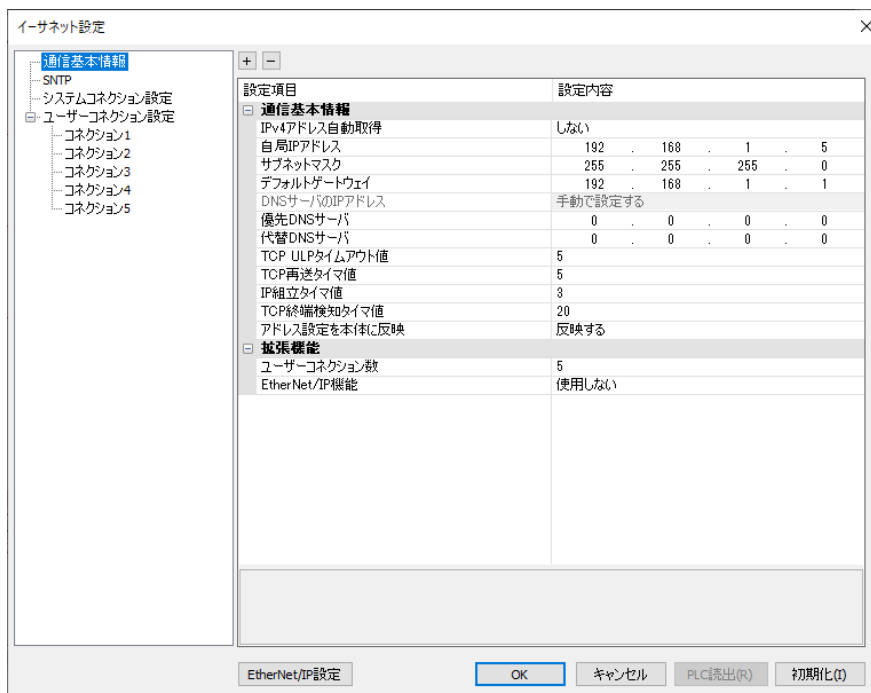 イーサネット設定
通信基本情報
SNTP
システムコネクション設定
ユーザーコネクション設定
コネクション1
コネクション2
コネクション3
コネクション4
コネクション5
設定項目 設定内容
通信基本情報
IPv4アドレス自動取得 しない
自局IPアドレス 192 . 168 . 1 . 5
サブネットマスク 255 . 255 . 255 . 0
デフォルトゲートウェイ 192 . 168 . 1 . 1
DNSサーバのIPアドレス 手動で設定する
優先DNSサーバ 0 . 0 . 0 . 0
代替DNSサーバ 0 . 0 . 0 . 0
TCP ULPタイムアウト値 5
TCP再送タイマ値 5
IP組立タイマ値 3
TCP終端検知タイマ値 20
アドレス設定を本体に反映 反映する
拡張機能
ユーザーコネクション数 5
EtherNet/IP機能 使用しない
EtherNet/IP設定 OK キャンセル PLC読出(R) 初期化(I)